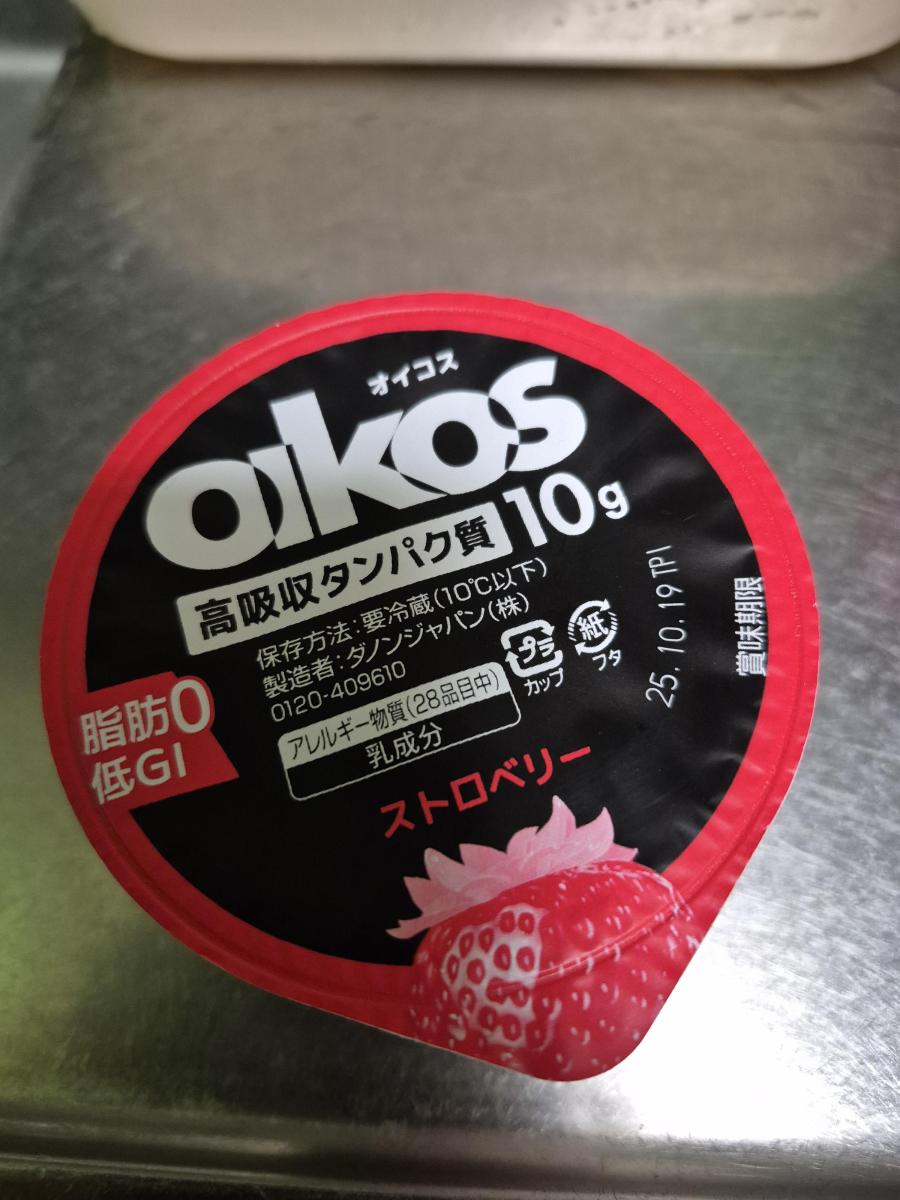 オイコス
oikos
高吸収タンパク質 10g
保存方法:要冷蔵(10℃以下)
製造者:ダノンジャパン(株)
0120-409610
プラ
カップ
紙
フタ
アレルギー物質(28品目中)
乳成分
脂肪0
低GI
ストロベリー
25.10.19 TP1
賞味期限